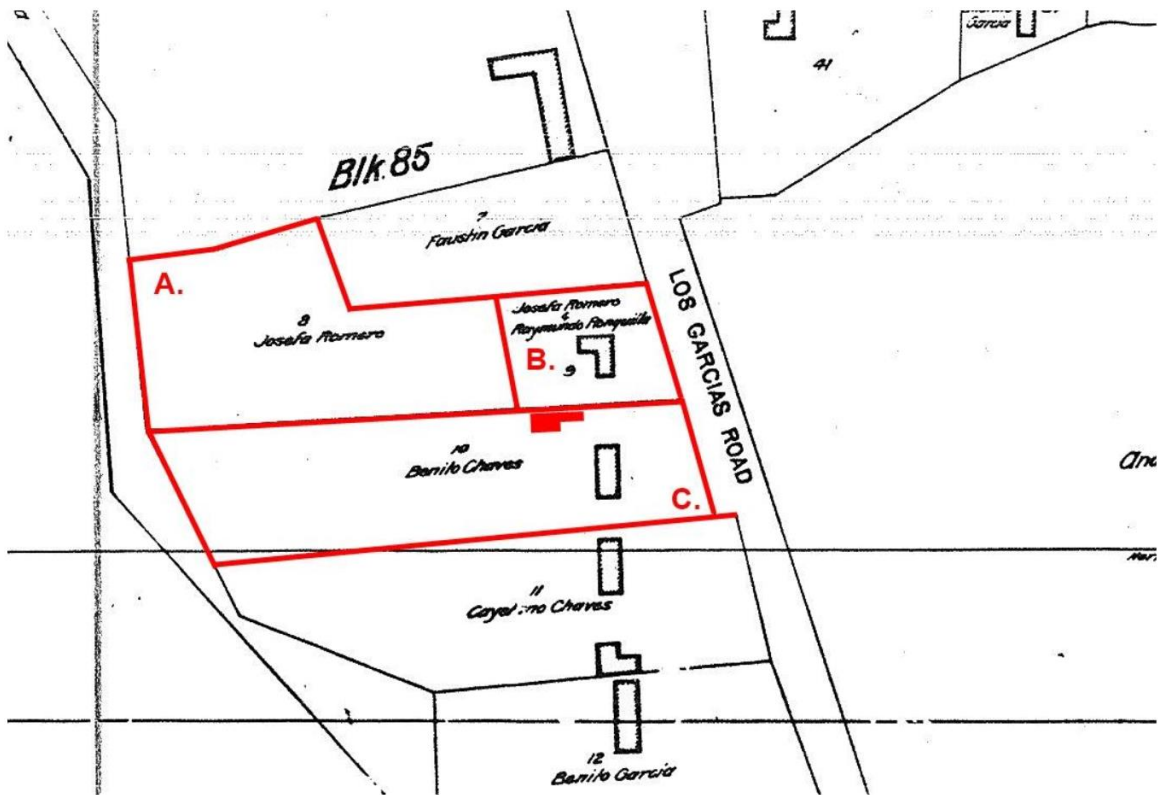 41
Garcia
Blk. 85
7
Faustin Garcia
A.
8
Josefa Romero
Josefa Romero
&
Raymundo Ronquillo
B.
9
LOS GARCIAS ROAD
10
Benito Chaves
C.
11
Chaves
12
Benito Garcia